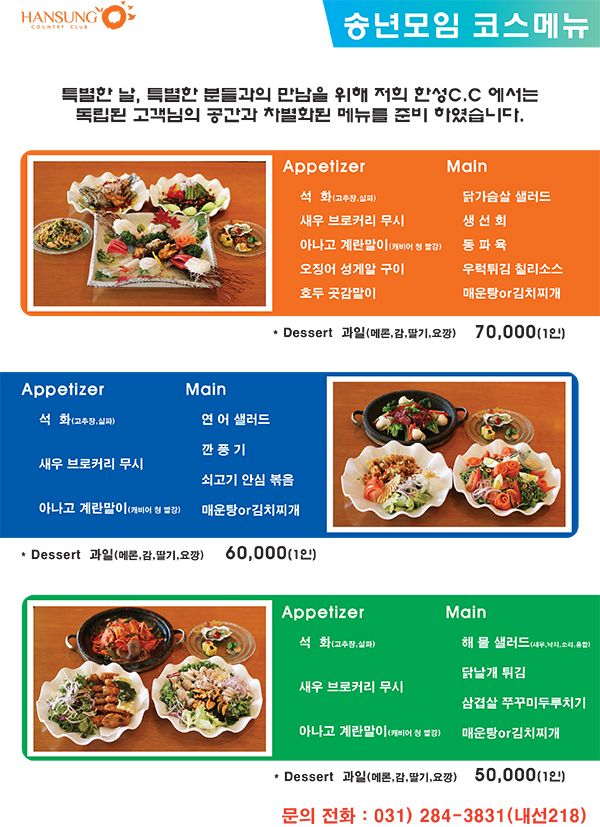 HANSUNG
COUNTRY CLUB
송년모임 코스메뉴
특별한 날, 특별한 분들과의 만남을 위해 저희 한성C.C 에서는
독립된 고객님의 공간과 차별화된 메뉴를 준비 하였습니다.
Appetizer Main
석 화(고추장,실파) 닭가슴살 샐러드
새우 브로커리 무시 생 선 회
아나고 계란말이(캐비어 청 빨강) 동 파 육
오징어 성게알 구이 우럭튀김 칠리소스
호두 곶감말이 매운탕or김치찌개
* Dessert 과일(메론,감,딸기,요깡) 70,000(1인)
Appetizer Main
석 화(고추장,실파) 연 어 샐러드
깐 풍 기
새우 브로커리 무시
쇠고기 안심 볶음
아나고 계란말이(캐비어 청 빨강) 매운탕or김치찌개
* Dessert 과일(메론,감,딸기,요깡) 60,000(1인)
Appetizer Main
석 화(고추장,실파) 해 물 샐러드(새우,낙지,소라,홍합)
닭날개 튀김
새우 브로커리 무시
삼겹살 쭈꾸미두루치기
아나고 계란말이(캐비어 청 빨강) 매운탕or김치찌개
* Dessert 과일(메론,감,딸기,요깡) 50,000(1인)
문의 전화 : 031) 284-3831(내선218)